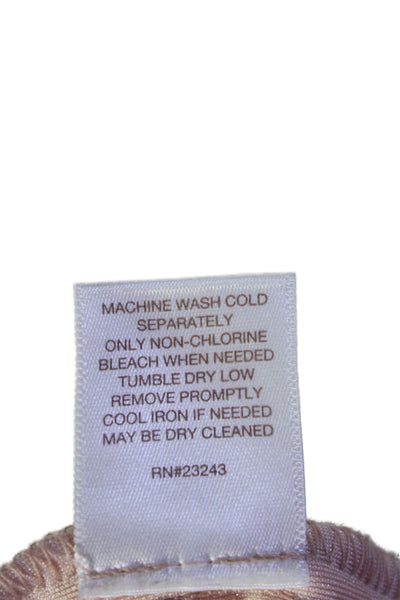 MACHINE WASH COLD
SEPARATELY
ONLY NON-CHLORINE
BLEACH WHEN NEEDED
TUMBLE DRY LOW
REMOVE PROMPTLY
COOL IRON IF NEEDED
MAY BE DRY CLEANED
RN#23243